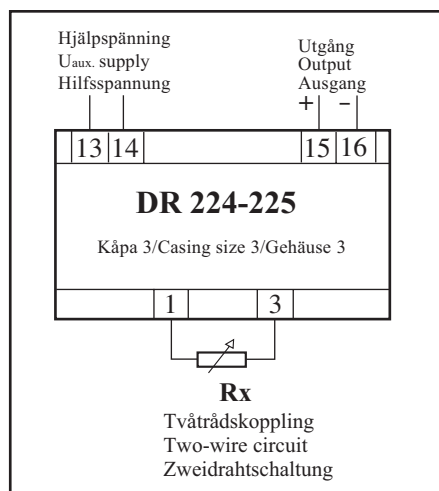 Hjälpspänning
Uaux. supply
Hilfsspannung
Utgång
Output
Ausgang
+ −
13 14 15 16
DR 224-225
Kåpa 3/Casing size 3/Gehäuse 3
1 3
Rx
Tvåtrådskoppling
Two-wire circuit
Zweidrahtschaltung